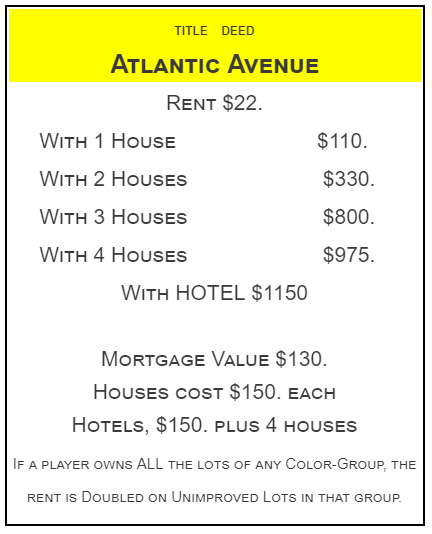 TITLE DEED
ATLANTIC AVENUE
RENT $22.
WITH 1 HOUSE $110.
WITH 2 HOUSES $330.
WITH 3 HOUSES $800.
WITH 4 HOUSES $975.
WITH HOTEL $1150
MORTGAGE VALUE $130.
HOUSES COST $150. EACH
HOTELS, $150. PLUS 4 HOUSES
IF A PLAYER OWNS ALL THE LOTS OF ANY COLOR-GROUP, THE
RENT IS DOUBLED ON UNIMPROVED LOTS IN THAT GROUP.